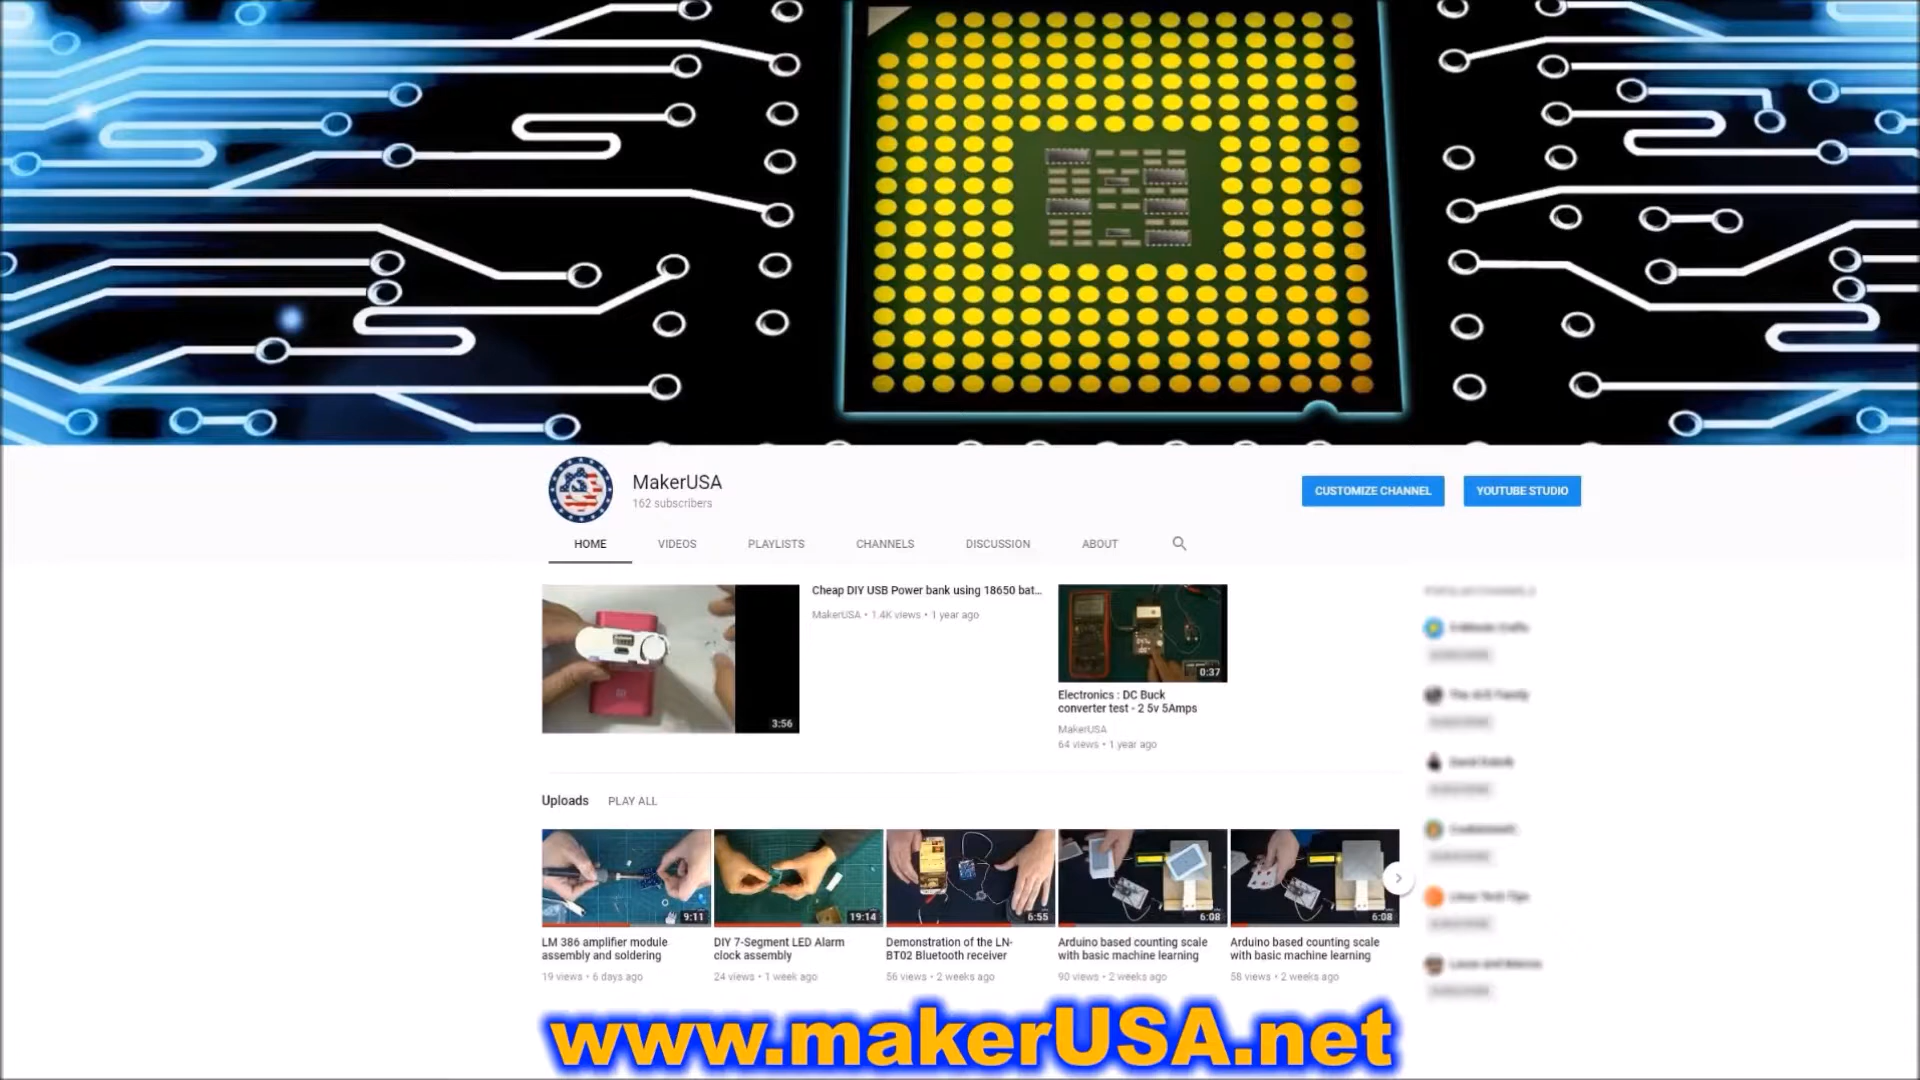 MakerUSA
162 subscribers
CUSTOMIZE CHANNEL
YOUTUBE STUDIO
HOME
VIDEOS
PLAYLISTS
CHANNELS
DISCUSSION
ABOUT
3:56
Cheap DIY USB Power bank using 18650 bat...
MakerUSA • 1.4K views • 1 year ago
0:37
Electronics : DC Buck
converter test - 2 5v 5Amps
MakerUSA
64 views • 1 year ago
Uploads
PLAY ALL
9:11
LM 386 amplifier module
assembly and soldering
19 views • 6 days ago
19:14
DIY 7-Segment LED Alarm
clock assembly
24 views • 1 week ago
6:55
Demonstration of the LN-
BT02 Bluetooth receiver
56 views • 2 weeks ago
6:08
Arduino based counting scale
with basic machine learning
90 views • 2 weeks ago
6:08
Arduino based counting scale
with basic machine learning
58 views • 2 weeks ago
www.makerUSA.net